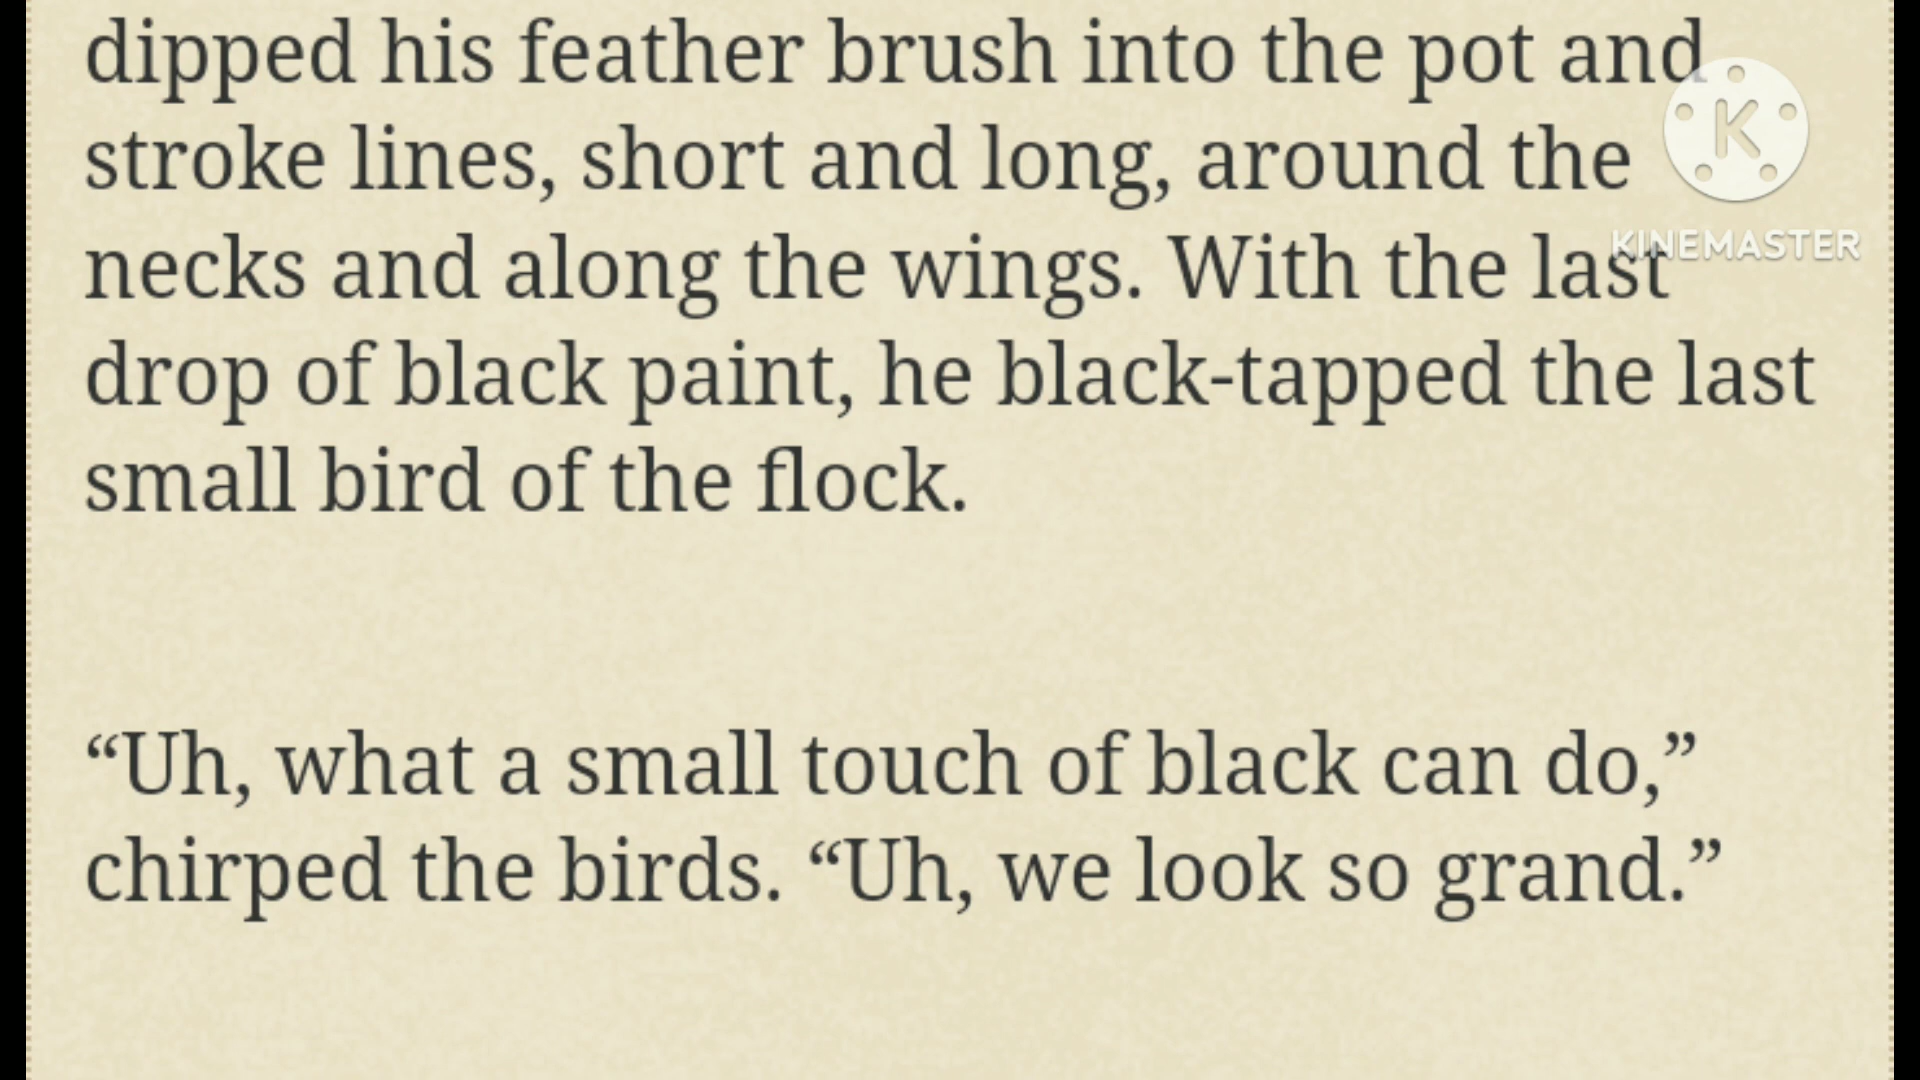 dipped his feather brush into the pot and
stroke lines, short and long, around the
necks and along the wings. With the last
drop of black paint, he black-tapped the last
small bird of the flock.
“Uh, what a small touch of black can do,”
chirped the birds. “Uh, we look so grand.”
K
KINEMASTER